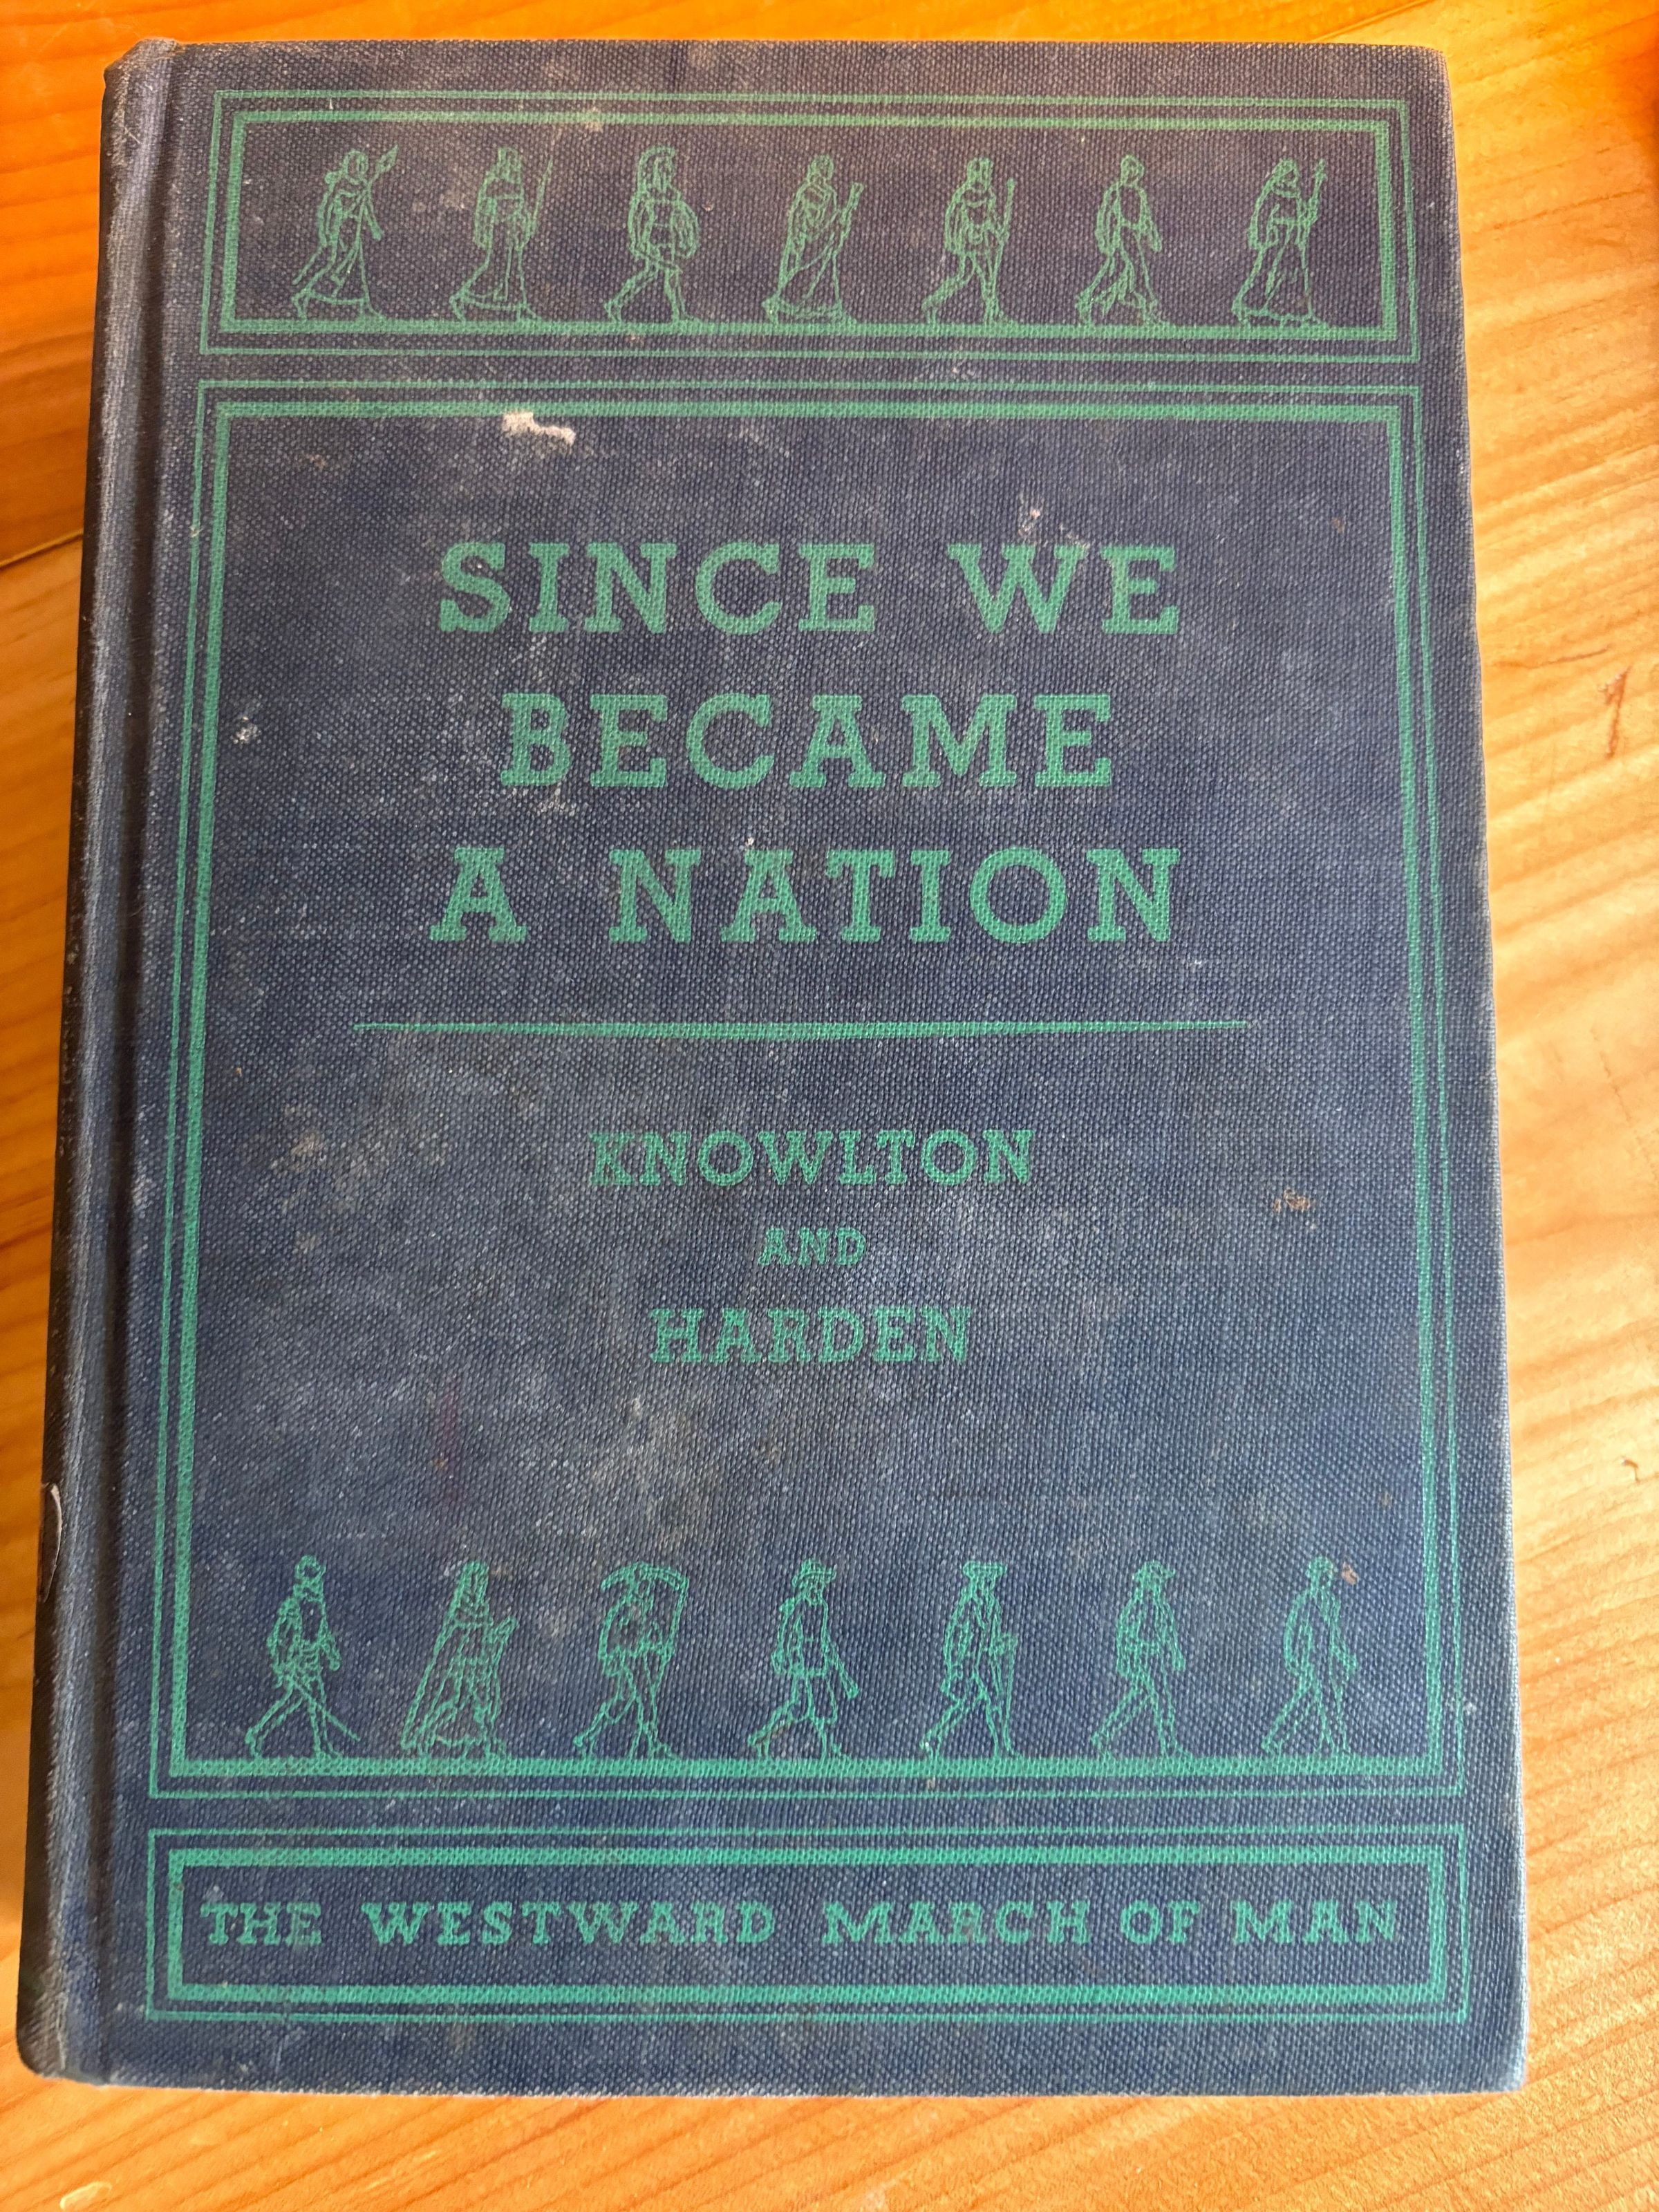 SINCE WE
BECAME
A NATION
KNOWLTON
AND
HARDEN
THE WESTWARD MARCH OF MAN